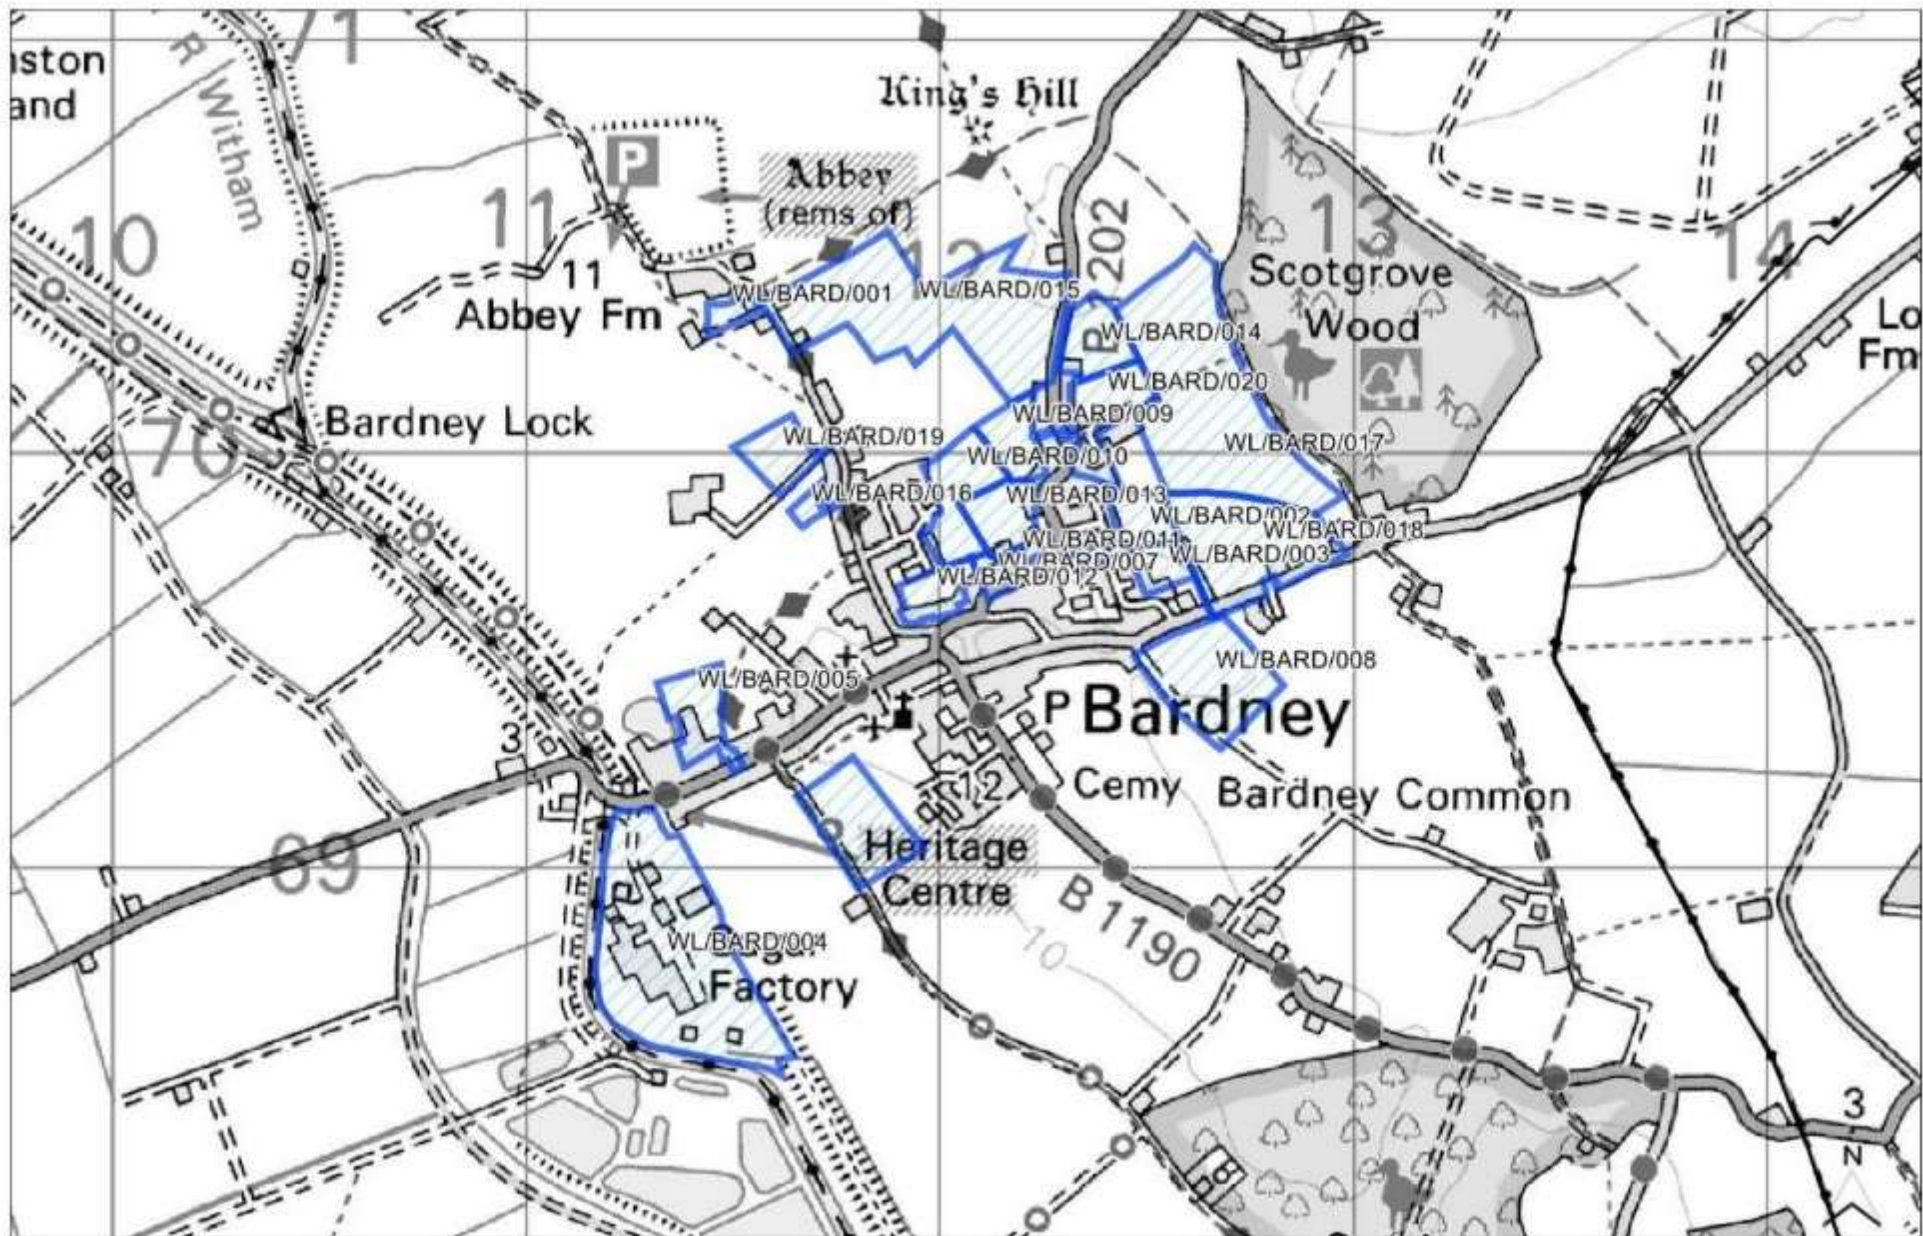 71
nston
and
R Witham
King's Hill
P
Abbey
(rems of)
10
11
12
13
14
P 202
11
Abbey Fm
Scotgrove
Wood
Lo
Fm
WL/BARD/001
WL/BARD/015
WL/BARD/014
WL/BARD/020
WL/BARD/009
Bardney Lock
70
WL/BARD/019
WL/BARD/017
WL/BARD/010
WL/BARD/016
WL/BARD/013
WL/BARD/002
WL/BARD/018
WL/BARD/011
WL/BARD/003
WL/BARD/007
WL/BARD/012
WL/BARD/008
WL/BARD/005
P Bardney
3
12
Cemy
Bardney Common
69
Heritage
Centre
B 1190
10
WL/BARD/004
Factory
3
N